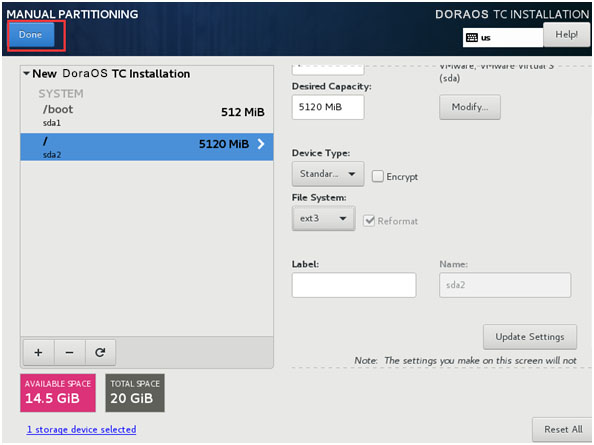 MANUAL PARTITIONING
DORAOS TC INSTALLATION
Done
us
Help!
New DoraOS TC Installation
SYSTEM
/boot
512 MiB
sda1
/
5120 MiB
sda2
+ −
AVAILABLE SPACE
14.5 GiB
TOTAL SPACE
20 GiB
1 storage device selected
VMware, VMware Virtual S
(sda)
Desired Capacity:
5120 MiB
Modify...
Device Type:
Standar...
Encrypt
File System:
ext3
Reformat
Label:
Name:
sda2
Update Settings
Note: The settings you make on this screen will not
Reset All